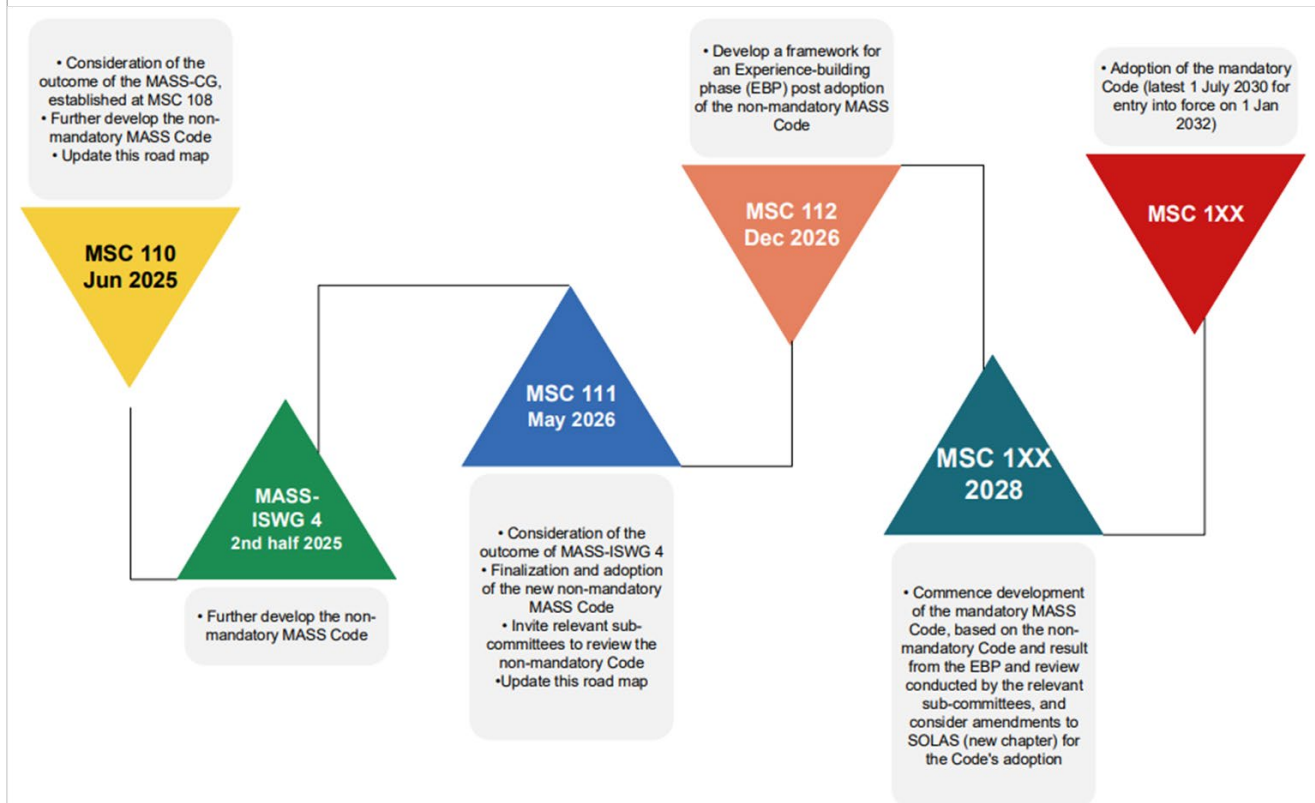 • Consideration of the
outcome of the MASS-CG,
established at MSC 108
• Further develop the non-
mandatory MASS Code
• Update this road map
MSC 110
Jun 2025
MASS-
ISWG 4
2nd half 2025
• Further develop the non-
mandatory MASS Code
MSC 111
May 2026
• Consideration of the
outcome of MASS-ISWG 4
• Finalization and adoption
of the new non-mandatory
MASS Code
• Invite relevant sub-
committees to review the
non-mandatory Code
•Update this road map
• Develop a framework for
an Experience-building
phase (EBP) post adoption
of the non-mandatory MASS
Code
MSC 112
Dec 2026
MSC 1XX
2028
• Commence development
of the mandatory MASS
Code, based on the non-
mandatory Code and result
from the EBP and review
conducted by the relevant
sub-committees, and
consider amendments to
SOLAS (new chapter) for
the Code's adoption
• Adoption of the mandatory
Code (latest 1 July 2030 for
entry into force on 1 Jan
2032)
MSC 1XX